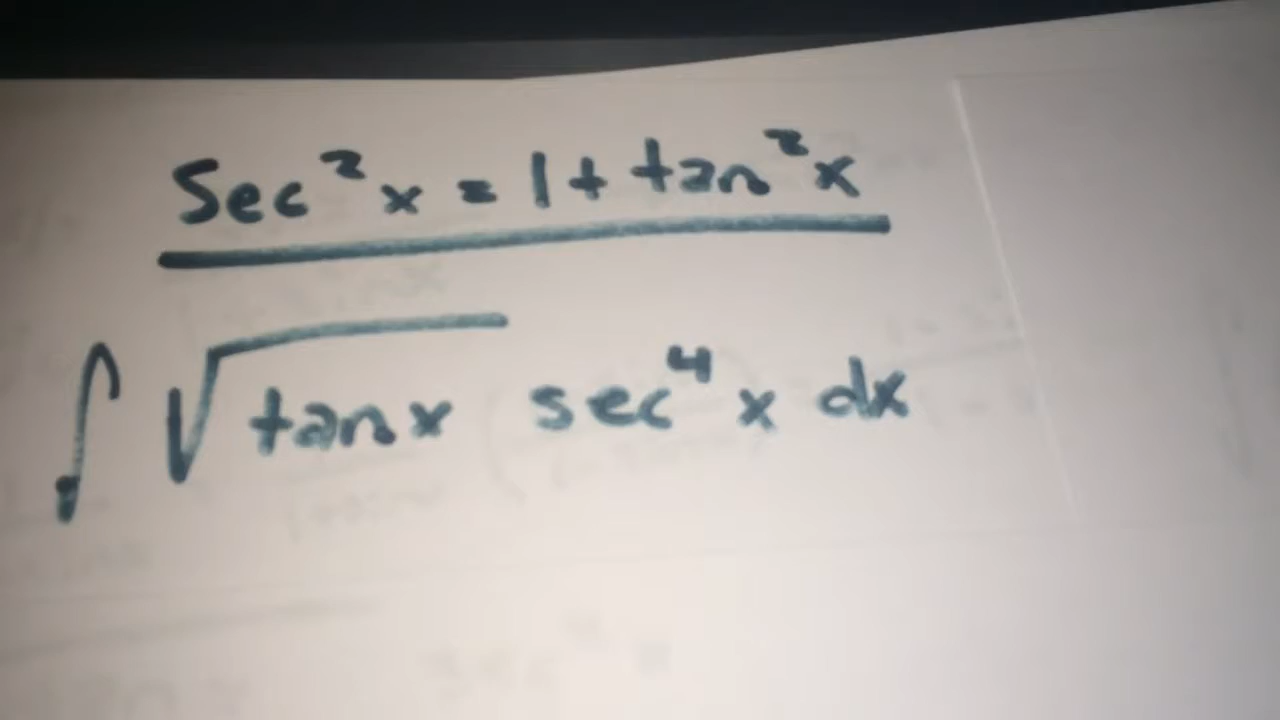 sec²x = 1 + tan²x
∫ √tanx sec⁴x dx